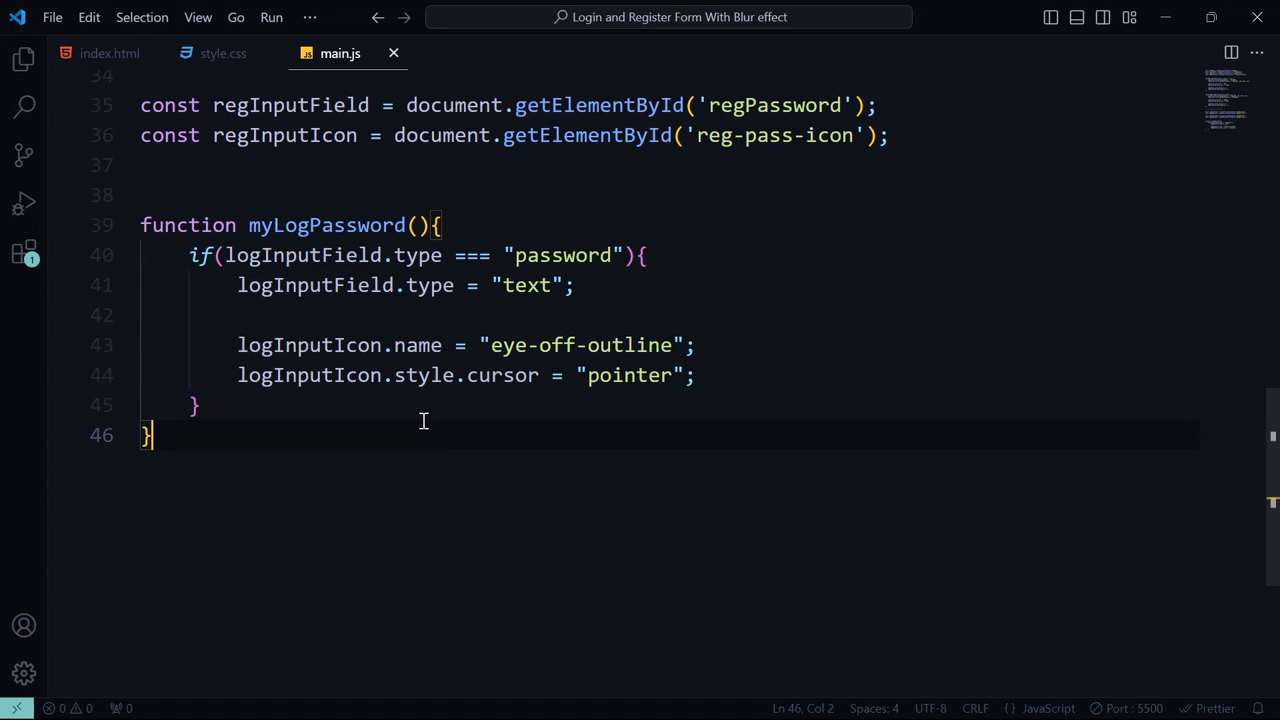 File Edit Selection View Go Run ··· Login and Register Form With Blur effect
index.html style.css JS main.js
34
35 const regInputField = document.getElementById('regPassword');
36 const regInputIcon = document.getElementById('reg-pass-icon');
37
38
39 function myLogPassword(){
40 if(logInputField.type === "password"){
41 logInputField.type = "text";
42
43 logInputIcon.name = "eye-off-outline";
44 logInputIcon.style.cursor = "pointer";
45 }
46 }
1
0 0 0 Ln 46, Col 2 Spaces: 4 UTF-8 CRLF {} JavaScript Port : 5500 Prettier